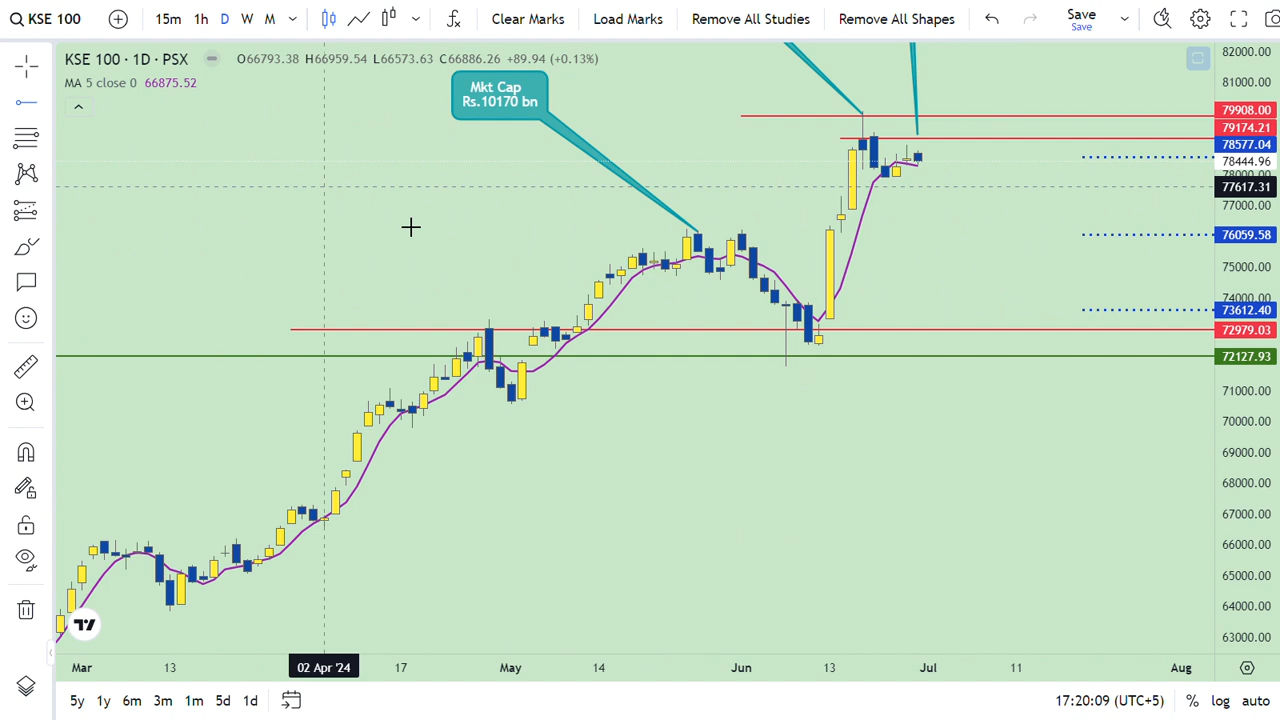 KSE 100
15m 1h D W M
Clear Marks
Load Marks
Remove All Studies
Remove All Shapes
Save
Save
KSE 100 · 1D · PSX
O66793.38 H66959.54 L66573.63 C66886.26 +89.94 (+0.13%)
MA 5 close 0 66875.52
Mkt Cap
Rs.10170 bn
82000.00
81000.00
79908.00
79174.21
78577.04
78444.96
78000.00
77617.31
77000.00
76059.58
75000.00
74000.00
73612.40
72979.03
72127.93
71000.00
70000.00
69000.00
68000.00
67000.00
66000.00
65000.00
64000.00
63000.00
Mar 13 02 Apr '24 17 May 14 Jun 13 Jul 11 Aug
5y 1y 6m 3m 1m 5d 1d
17:20:09 (UTC+5) % log auto